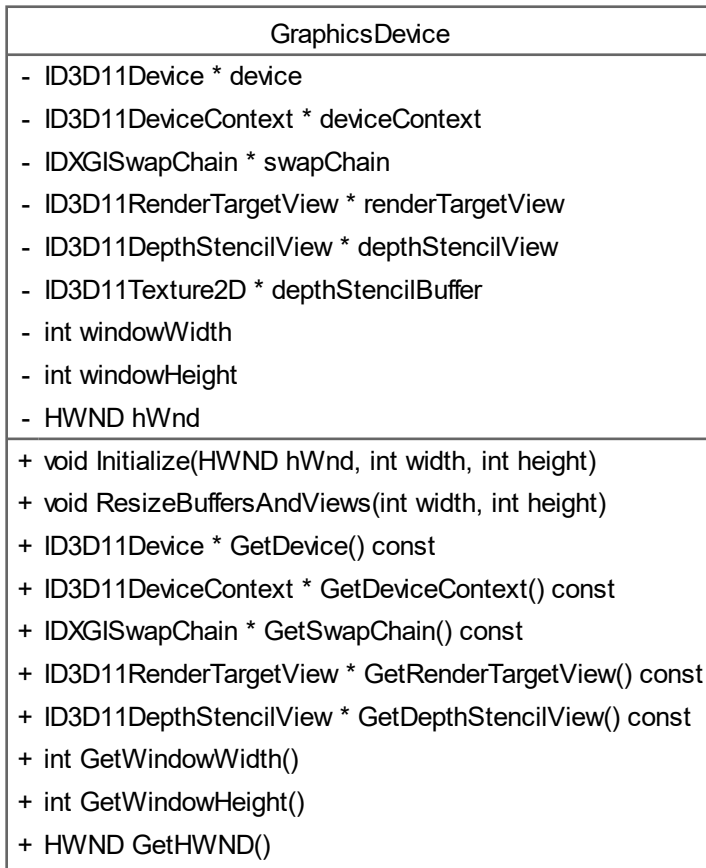 GraphicsDevice
- ID3D11Device * device
- ID3D11DeviceContext * deviceContext
- IDXGISwapChain * swapChain
- ID3D11RenderTargetView * renderTargetView
- ID3D11DepthStencilView * depthStencilView
- ID3D11Texture2D * depthStencilBuffer
- int windowWidth
- int windowHeight
- HWND hWnd
+ void Initialize(HWND hWnd, int width, int height)
+ void ResizeBuffersAndViews(int width, int height)
+ ID3D11Device * GetDevice() const
+ ID3D11DeviceContext * GetDeviceContext() const
+ IDXGISwapChain * GetSwapChain() const
+ ID3D11RenderTargetView * GetRenderTargetView() const
+ ID3D11DepthStencilView * GetDepthStencilView() const
+ int GetWindowWidth()
+ int GetWindowHeight()
+ HWND GetHWND()